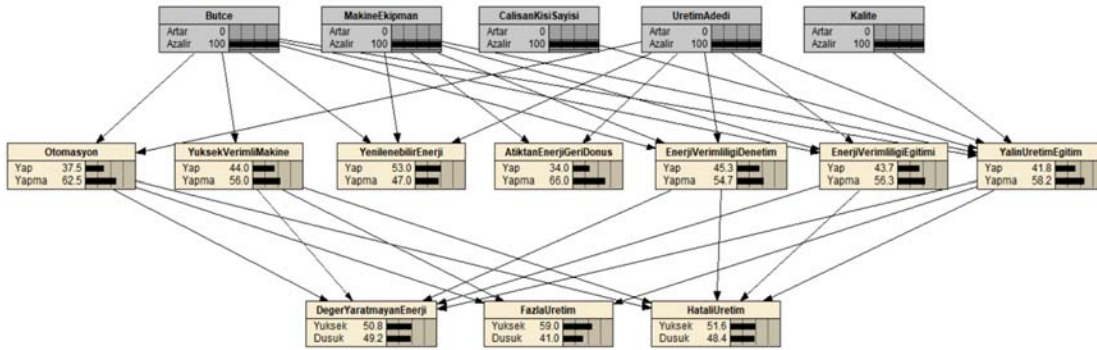 Butce
Artar 0
Azalir 100
MakineEkipman
Artar 0
Azalir 100
CalisanKisiSayisi
Artar 0
Azalir 100
UretimAdedi
Artar 0
Azalir 100
Kalite
Artar 0
Azalir 100
Otomasyon
Yap 37.5
Yapma 62.5
YuksekVerimliMakine
Yap 44.0
Yapma 56.0
YenilenebilirEnerji
Yap 53.0
Yapma 47.0
AtiktanEnerjiGeriDonus
Yap 34.0
Yapma 66.0
EnerjiVerimliligiDenetim
Yap 45.3
Yapma 54.7
EnerjiVerimliligiEgitimi
Yap 43.7
Yapma 56.3
YalinUretimEgitim
Yap 41.8
Yapma 58.2
DegerYaratmayanEnerji
Yuksek 50.8
Dusuk 49.2
FazlaUretim
Yuksek 59.0
Dusuk 41.0
HataliUretim
Yuksek 51.6
Dusuk 48.4